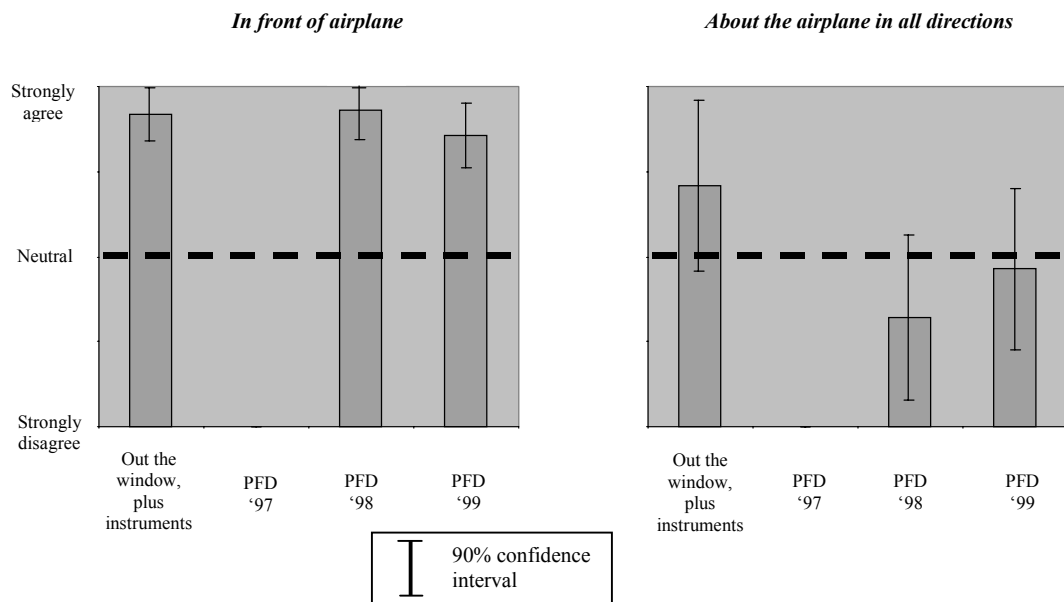 In front of airplane
About the airplane in all directions
Strongly
agree
Neutral
Strongly
disagree
Out the
window,
plus
instruments
PFD
‘97
PFD
‘98
PFD
‘99
Out the
window,
plus
instruments
PFD
‘97
PFD
‘98
PFD
‘99
90% confidence
interval